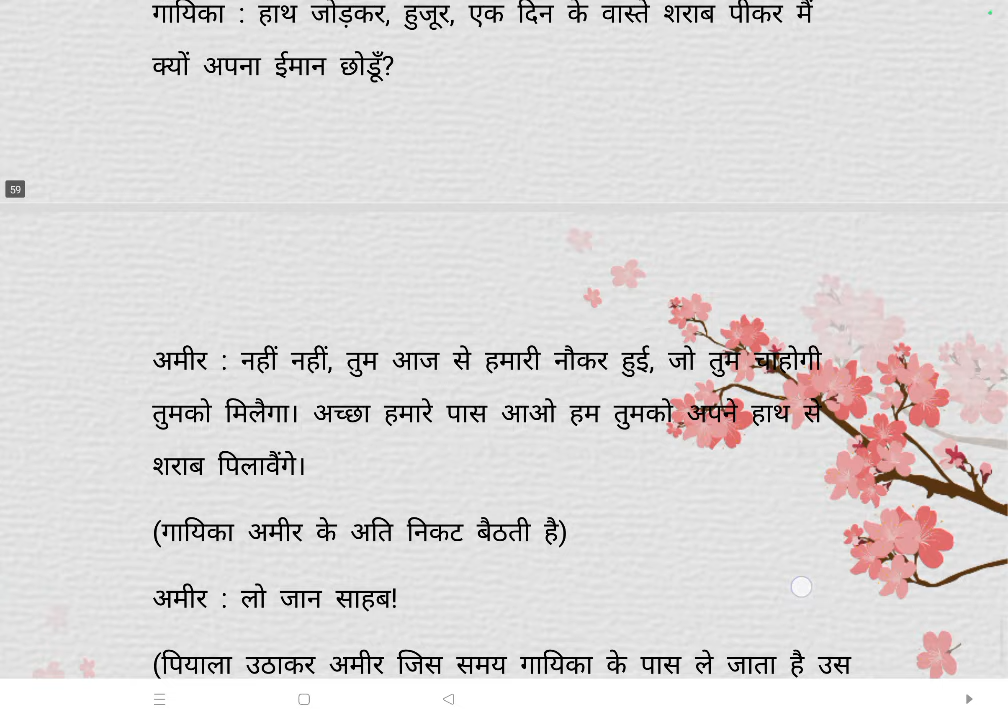 गायिका : हाथ जोड़कर, हुजूर, एक दिन के वास्ते शराब पीकर मैं
क्यों अपना ईमान छोडूँ?
59
अमीर : नहीं नहीं, तुम आज से हमारी नौकर हुई, जो तुम चाहोगी
तुमको मिलैगा। अच्छा हमारे पास आओ हम तुमको अपने हाथ से
शराब पिलावैंगे।
(गायिका अमीर के अति निकट बैठती है)
अमीर : लो जान साहब!
(पियाला उठाकर अमीर जिस समय गायिका के पास ले जाता है उस